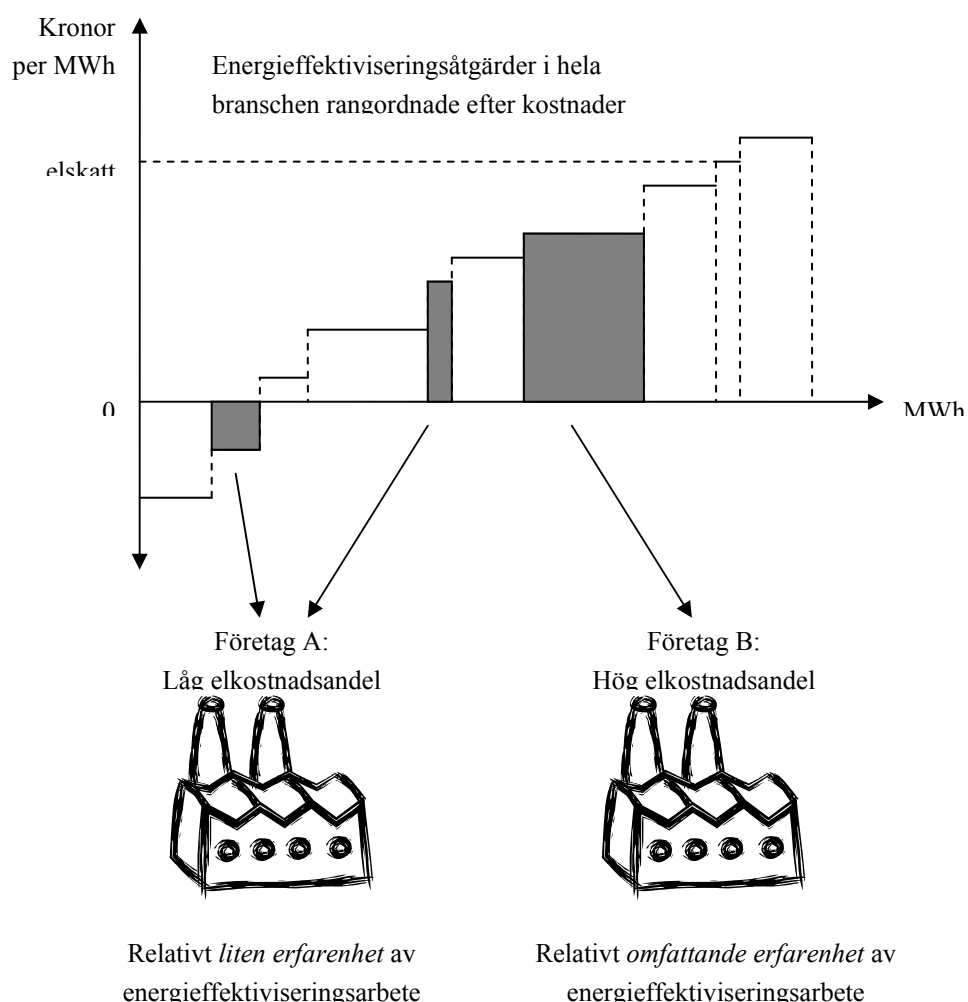 Kronor
per MWh
Energieffektiviseringsåtgärder i hela
branschen rangordnade efter kostnader
elskatt
0
MWh
Företag A:
Låg elkostnadsandel
Företag B:
Hög elkostnadsandel
Relativt liten erfarenhet av
energieffektiviseringsarbete
Relativt omfattande erfarenhet av
energieffektiviseringsarbete